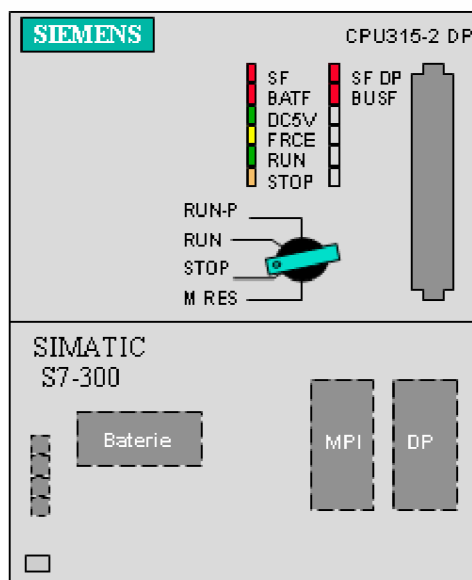 SIEMENS
CPU315-2 DP
SF
BATF
DC5V
FRCE
RUN
STOP
SF DP
BUSF
RUN-P
RUN
STOP
M RES
SIMATIC
S7-300
Baterie
MPI
DP